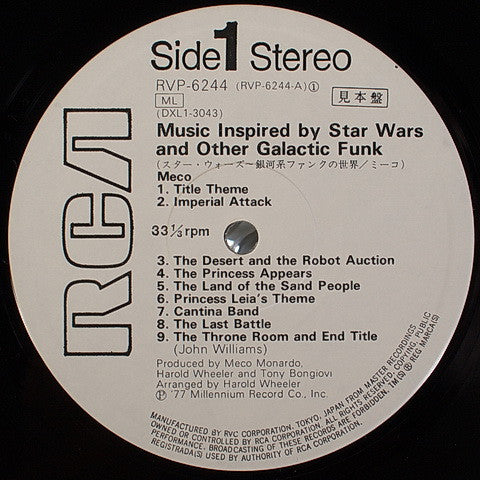 Side 1 Stereo
RVP-6244 (RVP-6244-A) ①
ML
見本盤
(DXL1-3043)
Music Inspired by Star Wars
and Other Galactic Funk
(スター・ウォーズ〜銀河系ファンクの世界/ミーコ)
Meco
1. Title Theme
2. Imperial Attack
33⅓ rpm
3. The Desert and the Robot Auction
4. The Princess Appears
5. The Land of the Sand People
6. Princess Leia's Theme
7. Cantina Band
8. The Last Battle
9. The Throne Room and End Title
(John Williams)
Produced by Meco Monardo,
Harold Wheeler and Tony Bongiovi
Arranged by Harold Wheeler
Ⓟ '77 Millennium Record Co., Inc.
RCA
MANUFACTURED BY RVC CORPORATION, TOKYO, JAPAN FROM MASTER RECORDINGS
OWNED OR CONTROLLED BY RCA CORPORATION. ALL RIGHTS RESERVED, COPYING, PUBLIC
PERFORMANCE, BROADCASTING OF THESE RECORDS ARE FORBIDDEN, TM(S) ® REG MARCA(S)
REGISTRADA(S) USED BY AUTHORITY OF RCA CORPORATION.